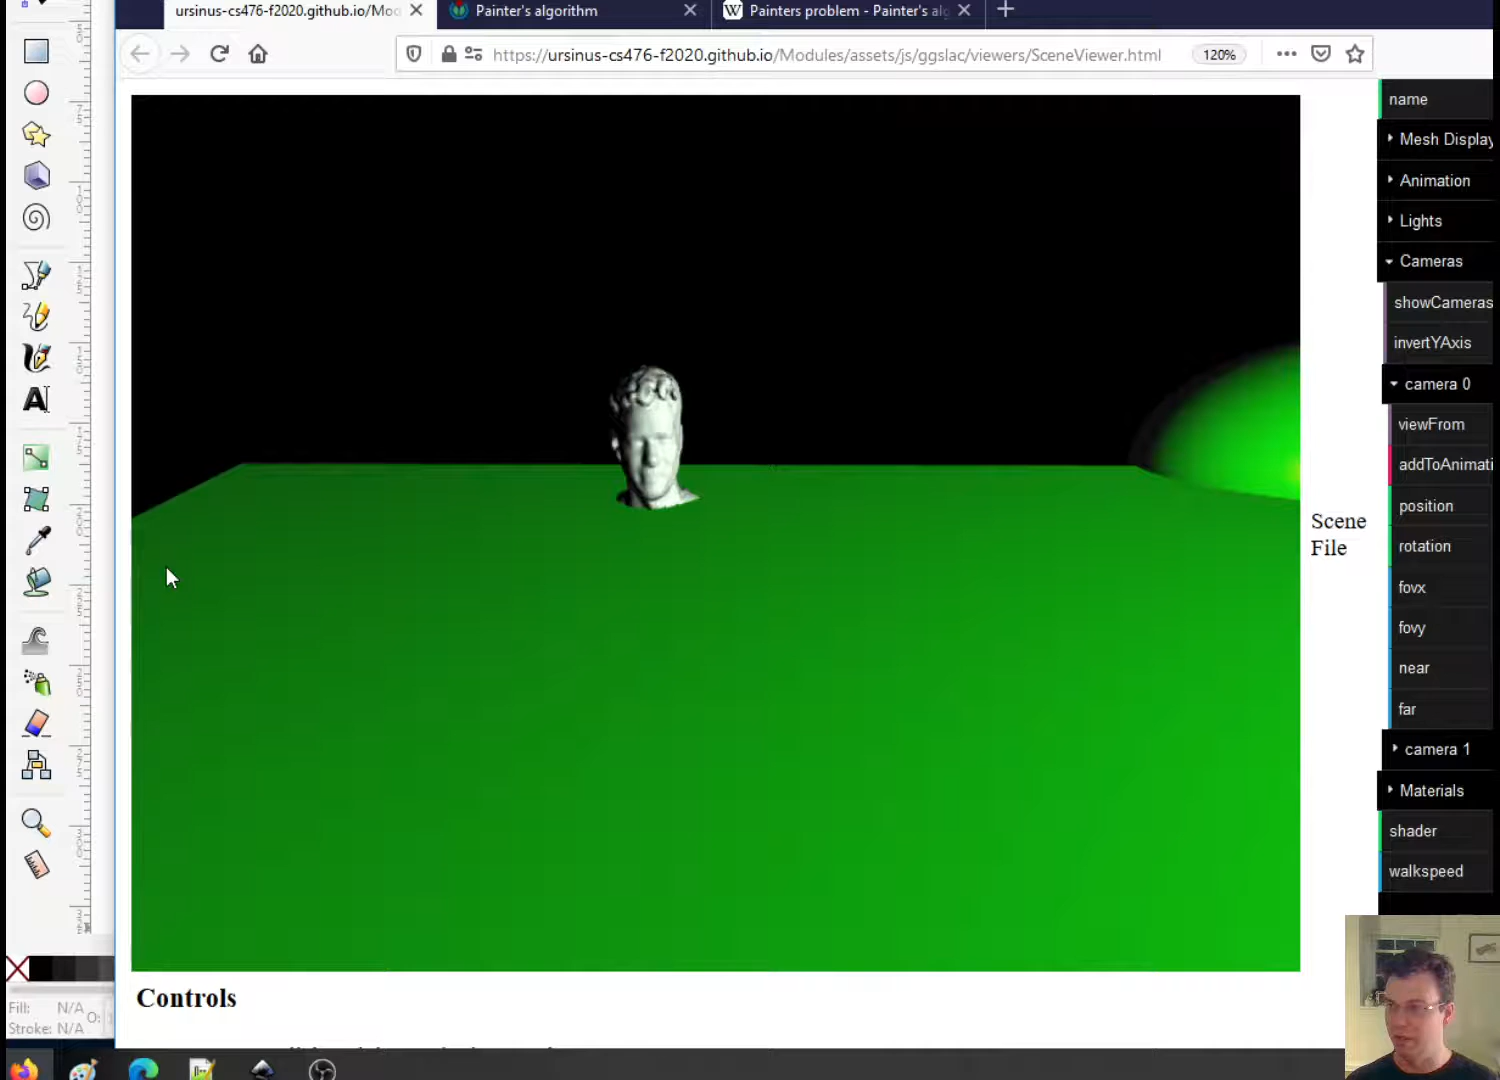 ursinus-cs476-f2020.github.io/Mod
Painter's algorithm
Painters problem - Painter's alg
https://ursinus-cs476-f2020.github.io/Modules/assets/js/ggslac/viewers/SceneViewer.html
120%
name
Mesh Display
Animation
Lights
Cameras
showCameras
invertYAxis
camera 0
viewFrom
addToAnimati
position
rotation
fovx
fovy
near
far
camera 1
Materials
shader
walkspeed
Scene
File
Controls
Fill: N/A
Stroke: N/A
O: